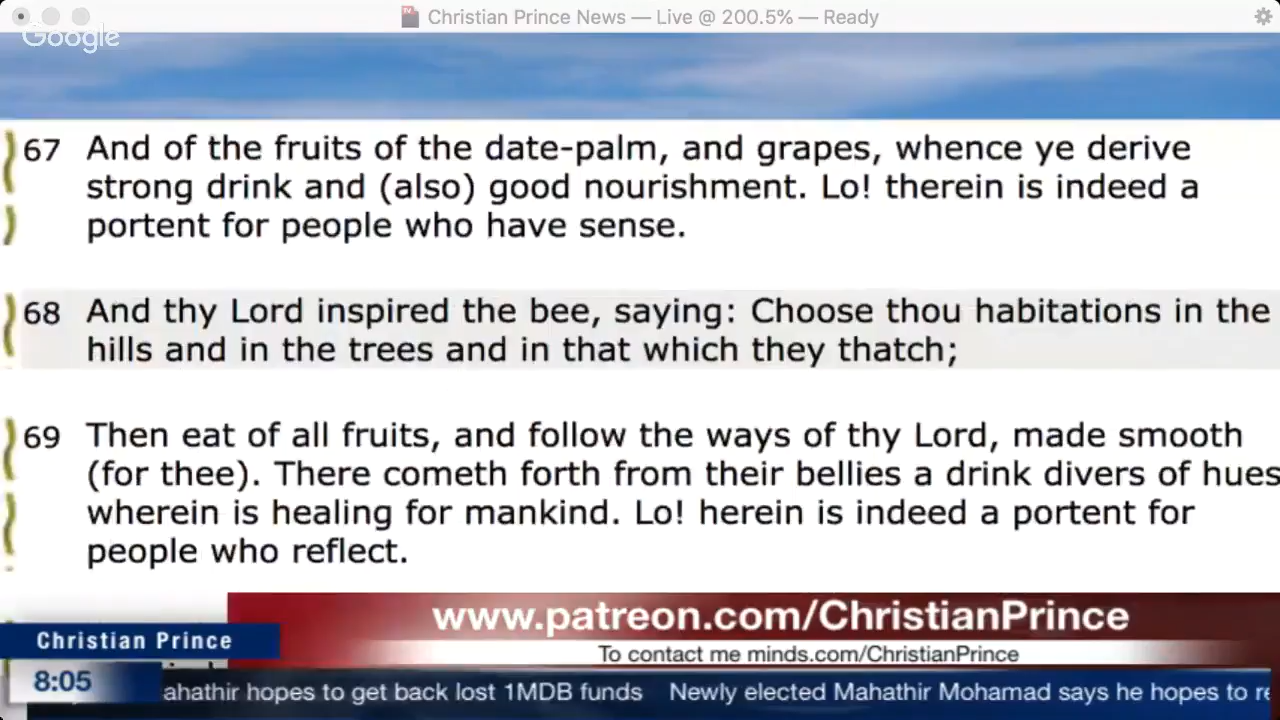 Christian Prince News — Live @ 200.5% — Ready
Google
67 And of the fruits of the date-palm, and grapes, whence ye derive
strong drink and (also) good nourishment. Lo! therein is indeed a
portent for people who have sense.
68 And thy Lord inspired the bee, saying: Choose thou habitations in the
hills and in the trees and in that which they thatch;
69 Then eat of all fruits, and follow the ways of thy Lord, made smooth
(for thee). There cometh forth from their bellies a drink divers of hues
wherein is healing for mankind. Lo! herein is indeed a portent for
people who reflect.
www.patreon.com/ChristianPrince
Christian Prince
To contact me minds.com/ChristianPrince
8:05
ahathir hopes to get back lost 1MDB funds Newly elected Mahathir Mohamad says he hopes to